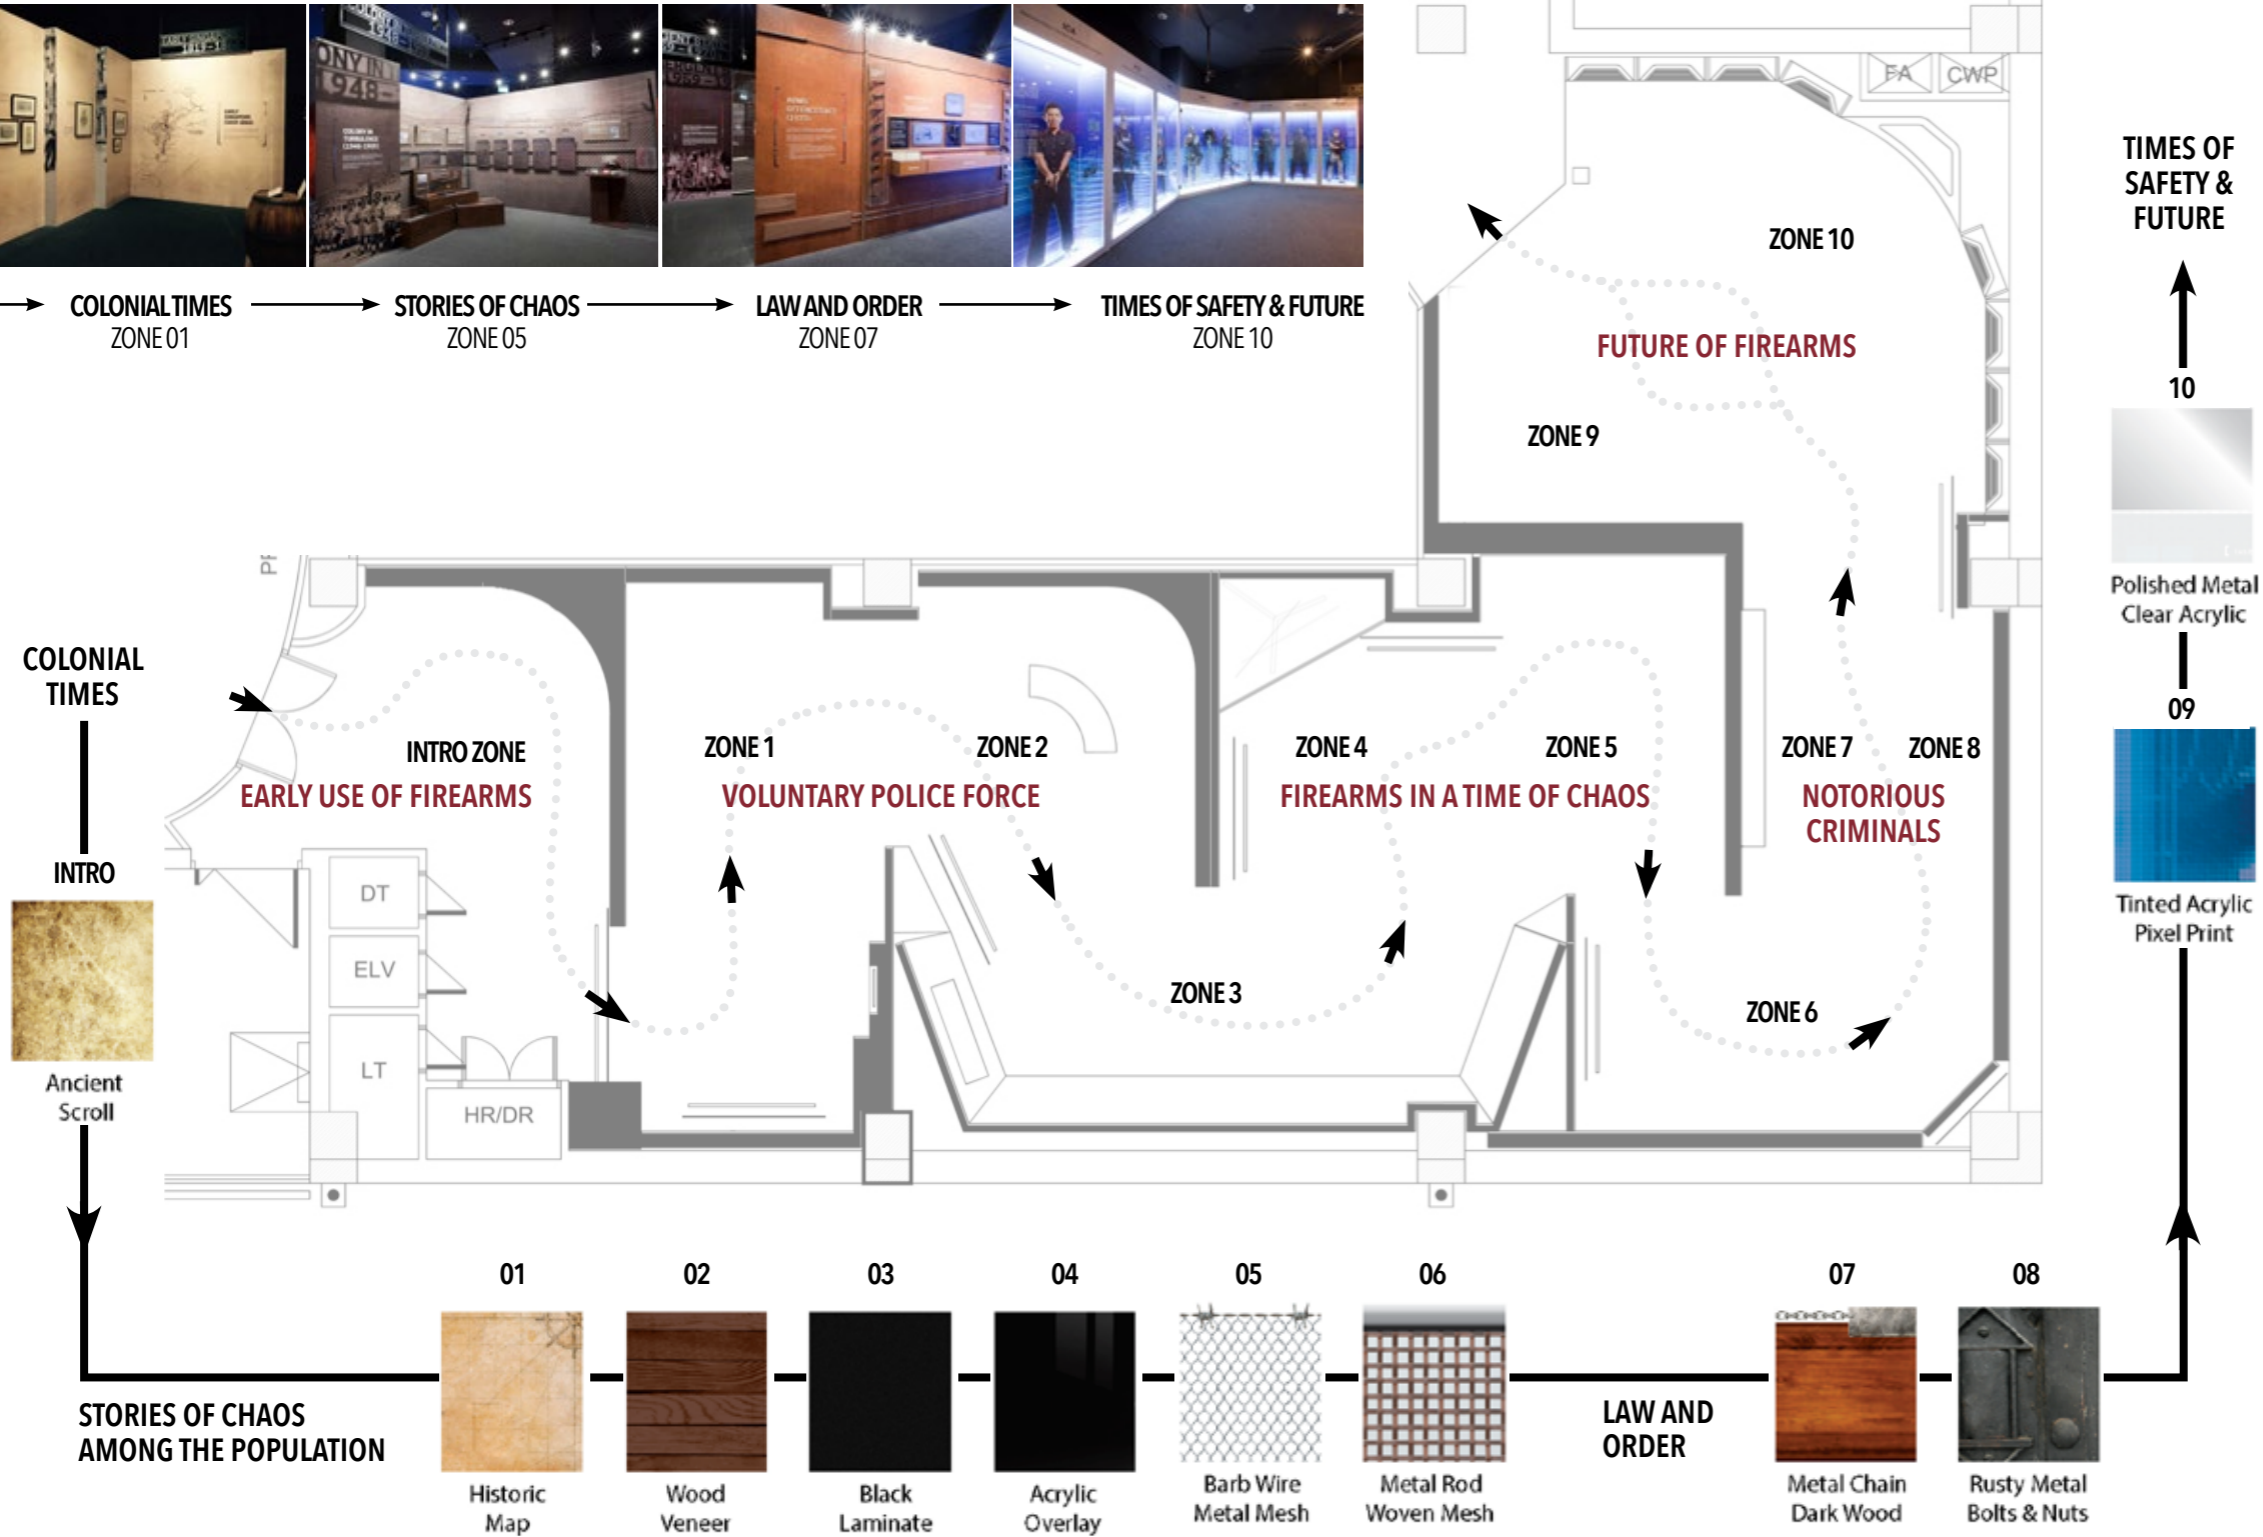 1948
COLONIAL TIMES
ZONE 01
STORIES OF CHAOS
ZONE 05
LAW AND ORDER
ZONE 07
TIMES OF SAFETY & FUTURE
ZONE 10
FA
CWP
TIMES OF
SAFETY &
FUTURE
ZONE 10
FUTURE OF FIREARMS
10
ZONE 9
Polished Metal
Clear Acrylic
COLONIAL
TIMES
09
INTRO ZONE
ZONE 1
ZONE 2
ZONE 4
ZONE 5
ZONE 7
ZONE 8
EARLY USE OF FIREARMS
VOLUNTARY POLICE FORCE
FIREARMS IN A TIME OF CHAOS
NOTORIOUS
CRIMINALS
INTRO
DT
Tinted Acrylic
Pixel Print
ELV
ZONE 3
ZONE 6
LT
Ancient
Scroll
HR/DR
01
02
03
04
05
06
07
08
STORIES OF CHAOS
AMONG THE POPULATION
LAW AND
ORDER
Historic
Map
Wood
Veneer
Black
Laminate
Acrylic
Overlay
Barb Wire
Metal Mesh
Metal Rod
Woven Mesh
Metal Chain
Dark Wood
Rusty Metal
Bolts & Nuts